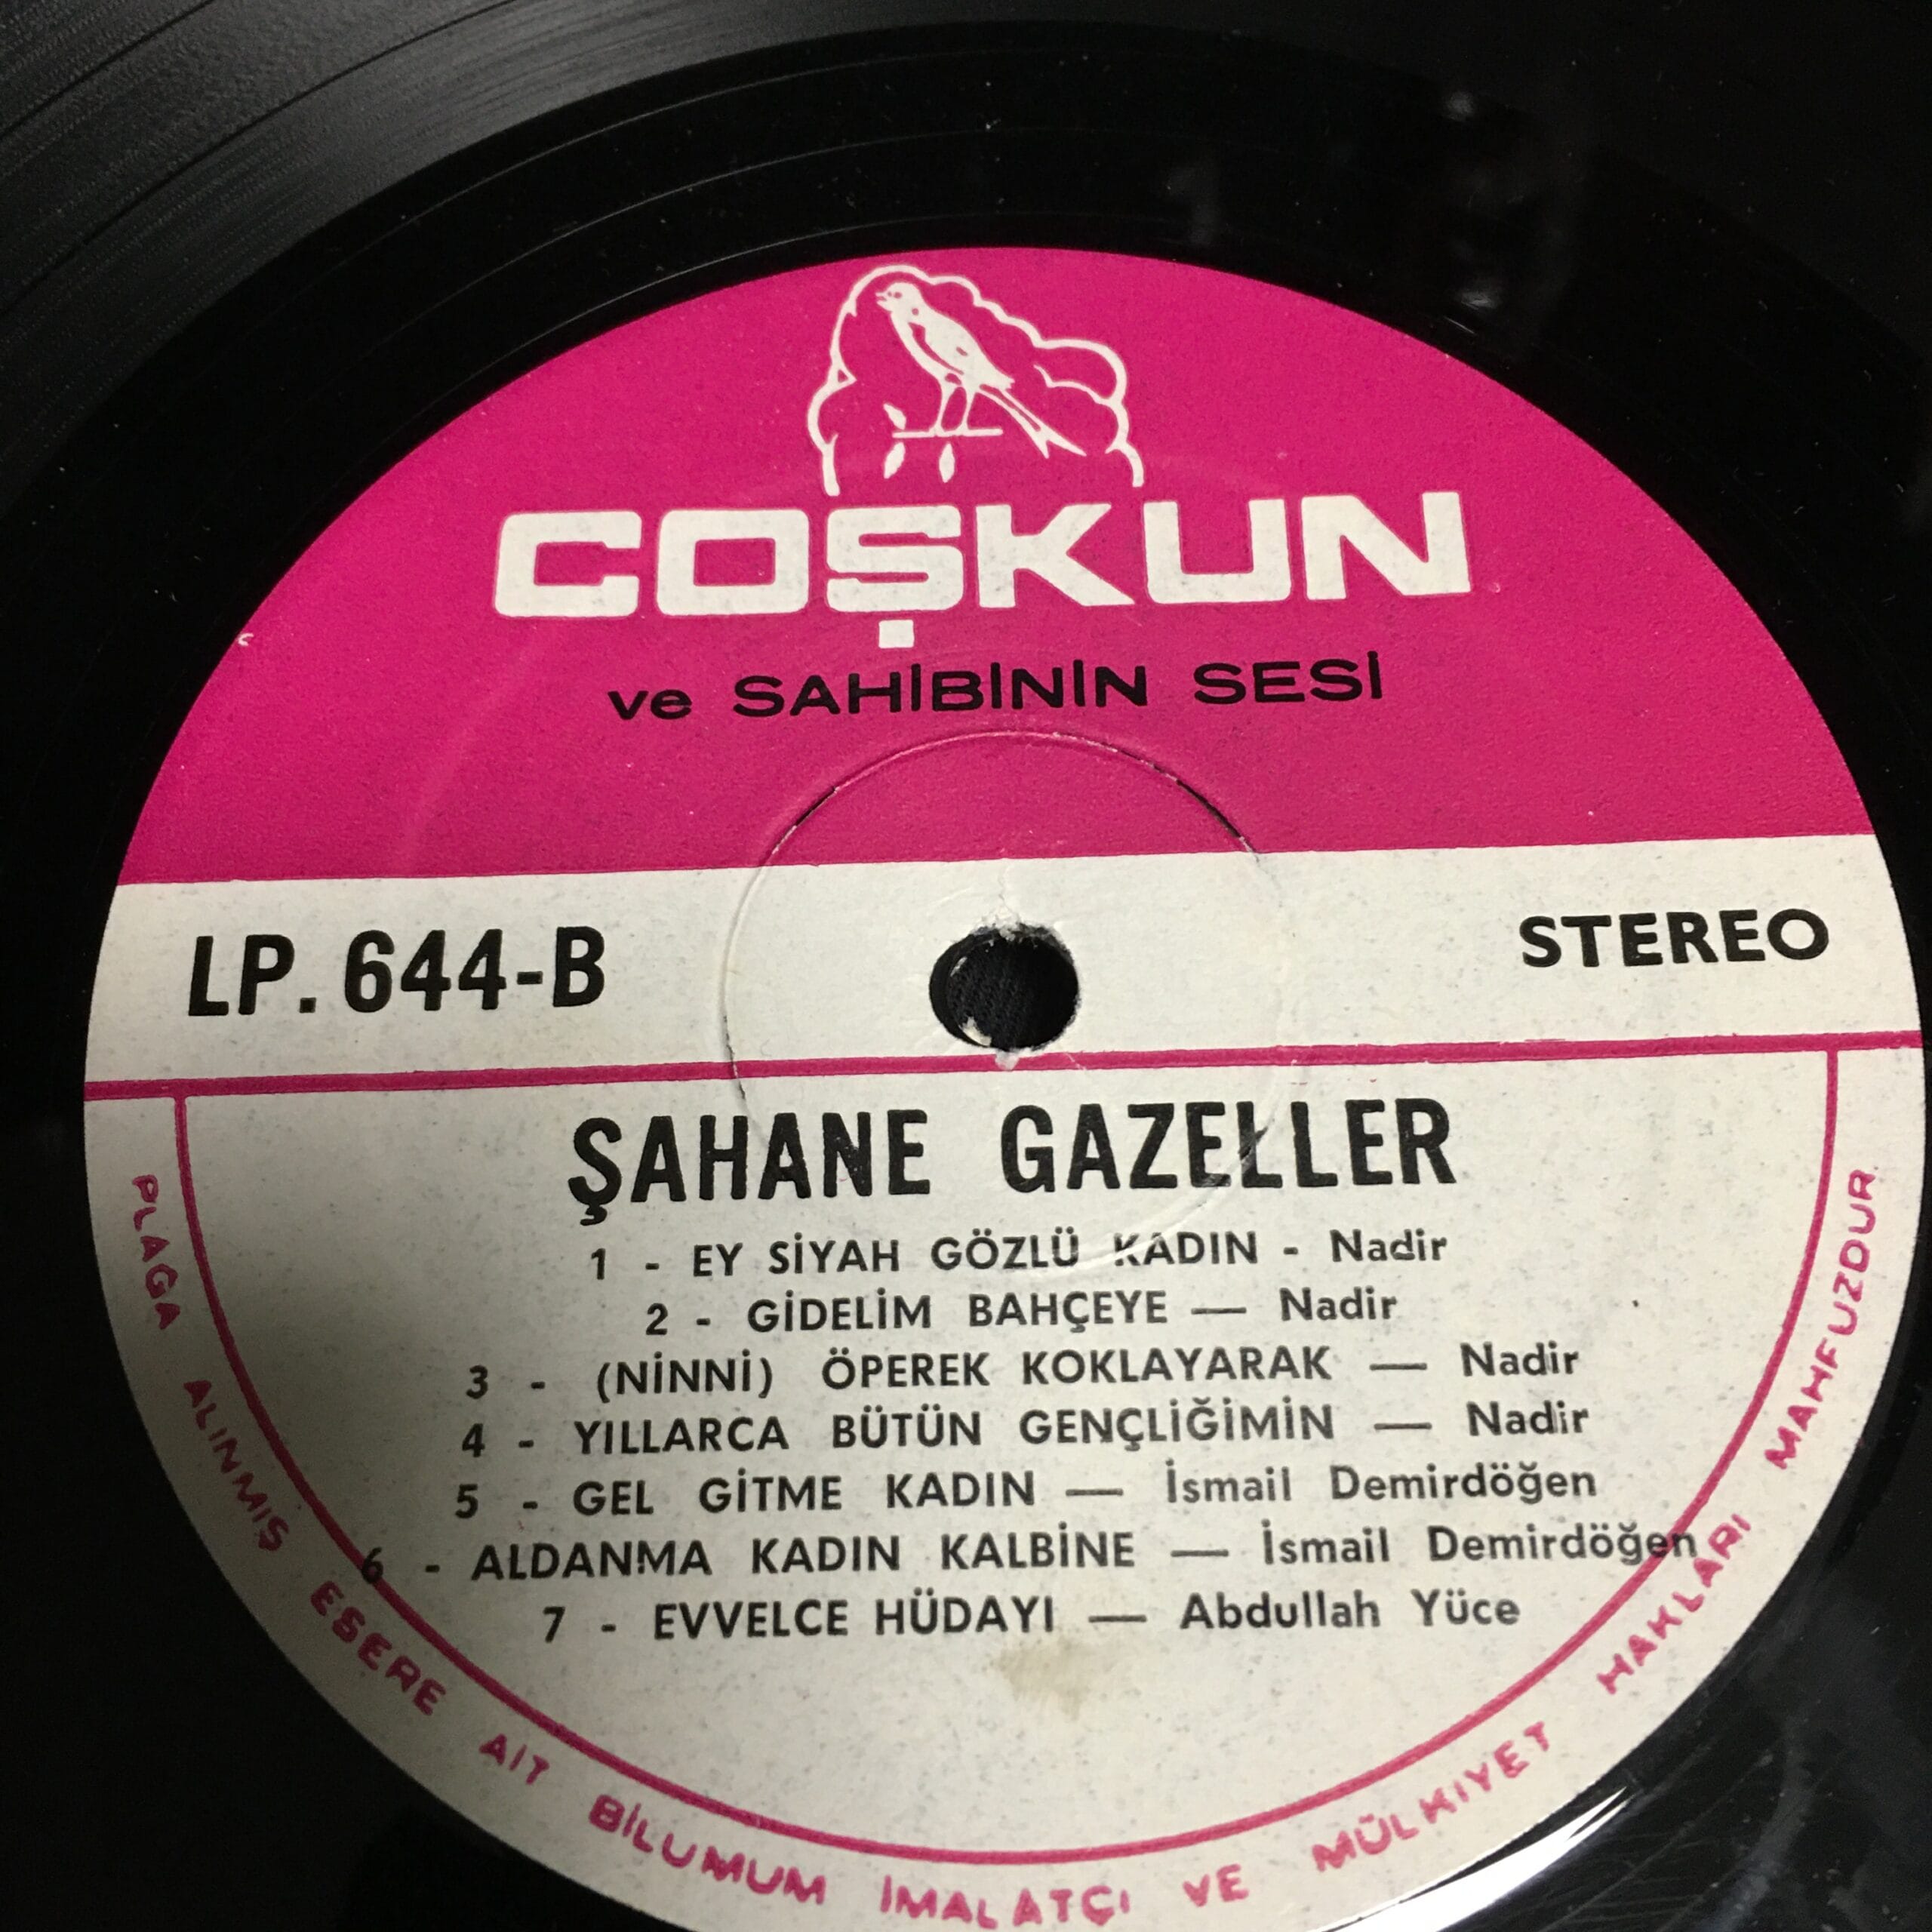 COŞKUN
ve SAHİBİNİN SESİ
LP. 644-B
STEREO
ŞAHANE GAZELLER
1 - EY SİYAH GÖZLÜ KADIN - Nadir
2 - GİDELİM BAHÇEYE — Nadir
3 - (NİNNİ) ÖPEREK KOKLAYARAK — Nadir
4 - YILLARCA BÜTÜN GENÇLİĞİMİN — Nadir
5 - GEL GİTME KADIN — İsmail Demirdöğen
6 - ALDANMA KADIN KALBİNE — İsmail Demirdöğen
7 - EVVELCE HÜDAYI — Abdullah Yüce
PLAĞA ALINMIŞ ESERE AİT BİLUMUM İMALATÇI VE MÜLKİYET HAKLARI MAHFUZDUR